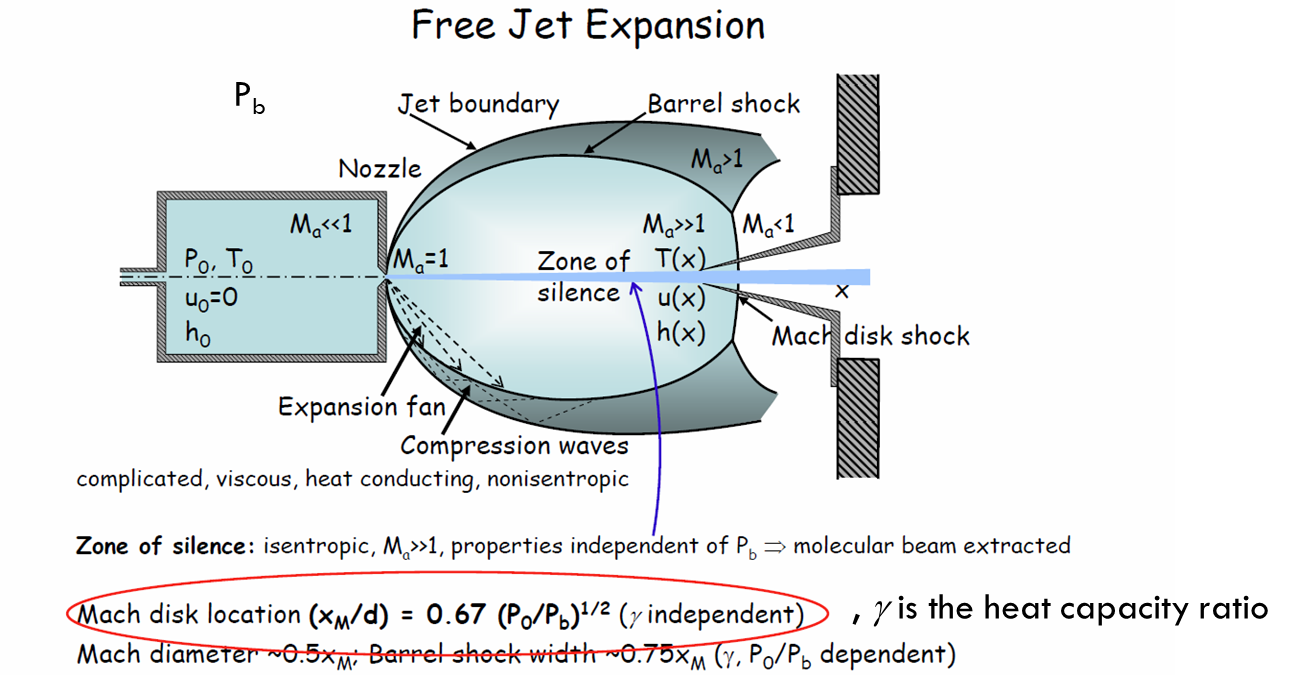 Free Jet Expansion
P_b
Jet boundary
Barrel shock
Nozzle
M_a>1
M_a<<1
M_a>>1
M_a<1
P_0, T_0
M_a=1
Zone of silence
T(x)
u_0=0
u(x)
x
h_0
h(x)
Mach disk shock
Expansion fan
Compression waves
complicated, viscous, heat conducting, nonisentropic
Zone of silence: isentropic, M_a>>1, properties independent of P_b ⇒ molecular beam extracted
Mach disk location (x_M/d) = 0.67 (P_0/P_b)^1/2 (γ independent)
, γ is the heat capacity ratio
Mach diameter ~0.5x_M; Barrel shock width ~0.75x_M (γ, P_0/P_b dependent)